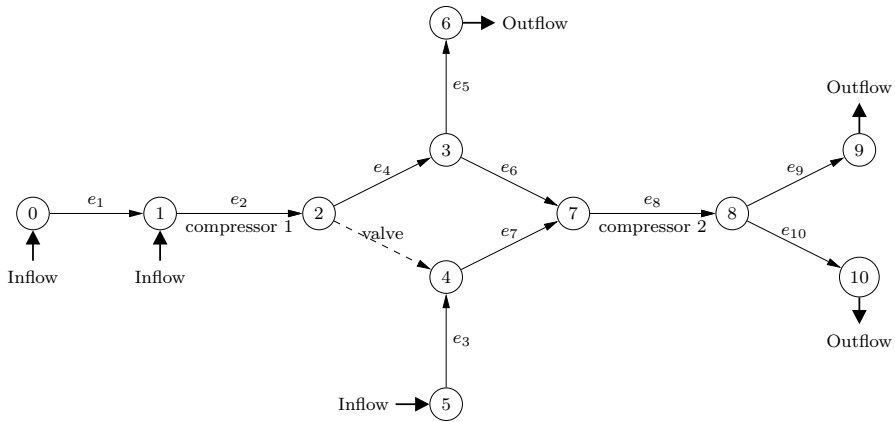 6
Outflow
e5
Outflow
3
9
e4
e6
e9
e1
e2
e8
0
1
2
7
8
compressor 1
valve
compressor 2
e7
e10
Inflow
Inflow
4
10
e3
Outflow
Inflow
5